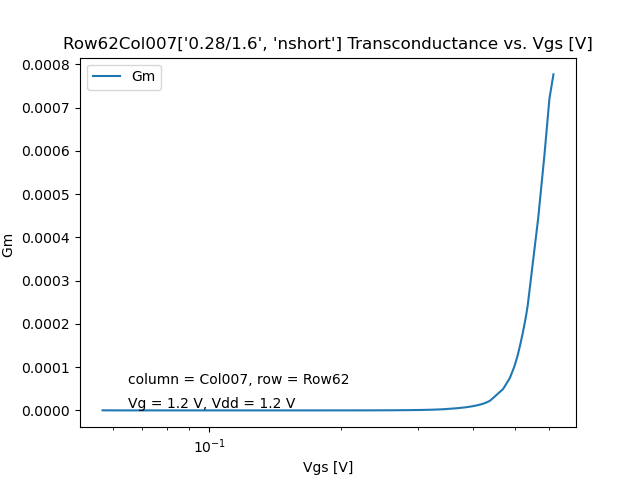 Row62Col007['0.28/1.6', 'nshort'] Transconductance vs. Vgs [V]
Gm
0.0008
0.0007
0.0006
0.0005
0.0004
0.0003
0.0002
0.0001
0.0000
Gm
column = Col007, row = Row62
Vg = 1.2 V, Vdd = 1.2 V
10⁻¹
Vgs [V]